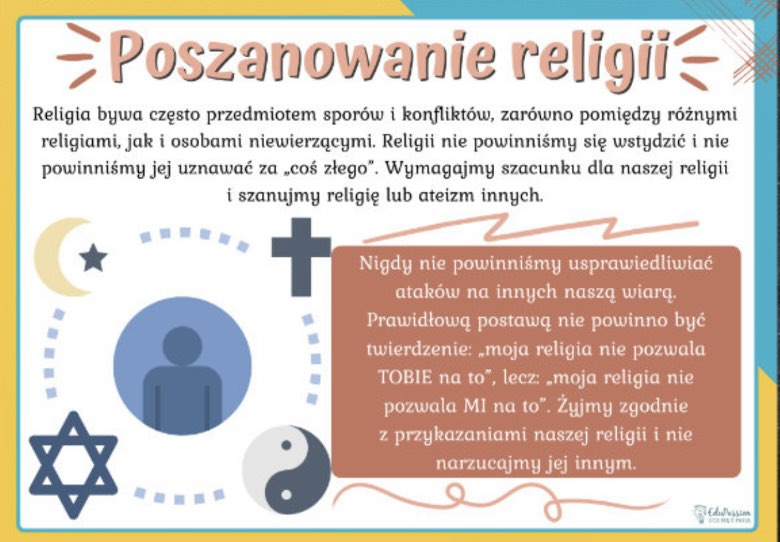 Poszanowanie religii
Religia bywa często przedmiotem sporów i konfliktów, zarówno pomiędzy różnymi
religiami, jak i osobami niewierzącymi. Religii nie powinniśmy się wstydzić i nie
powinniśmy jej uznawać za „coś złego”. Wymagajmy szacunku dla naszej religii
i szanujmy religię lub ateizm innych.
Nigdy nie powinniśmy usprawiedliwiać
ataków na innych naszą wiarą.
Prawidłową postawą nie powinno być
twierdzenie: „moja religia nie pozwala
TOBIE na to”, lecz: „moja religia nie
pozwala MI na to”. Żyjmy zgodnie
z przykazaniami naszej religii i nie
narzucajmy jej innym.
EduPassion